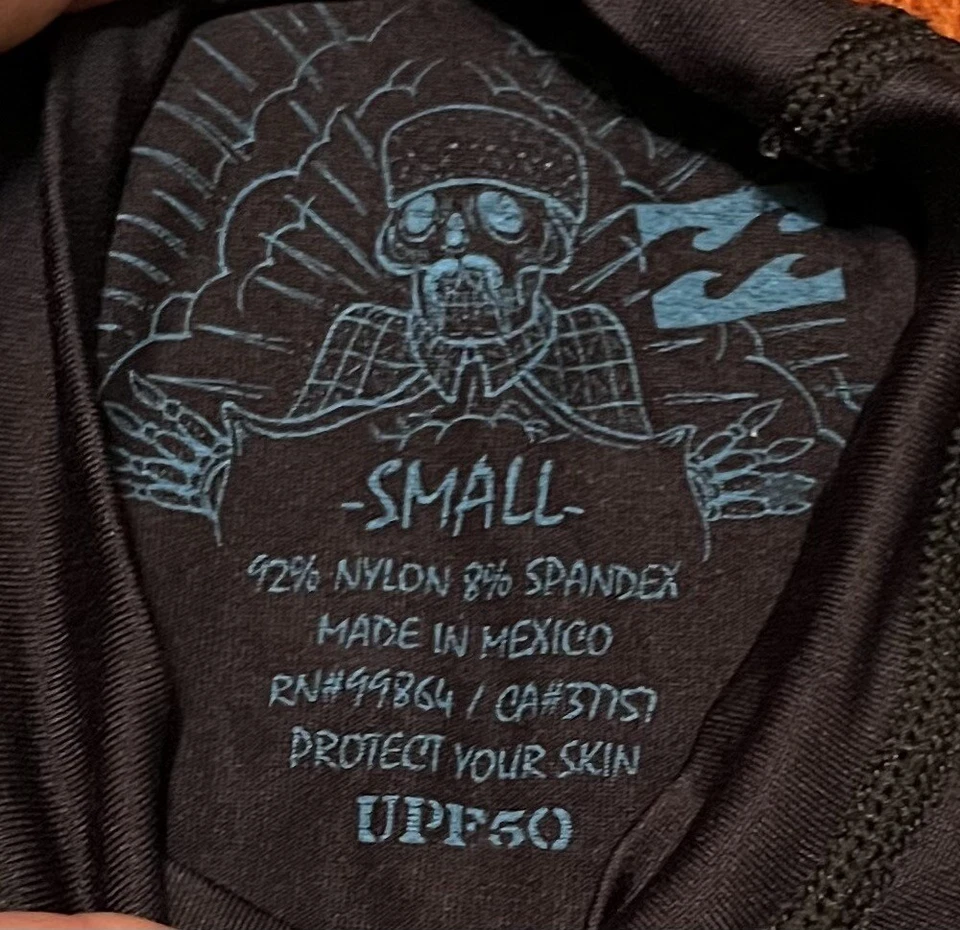 -SMALL-
92% NYLON 8% SPANDEX
MADE IN MEXICO
RN#99864 / CA#37757
PROTECT YOUR SKIN
UPF50